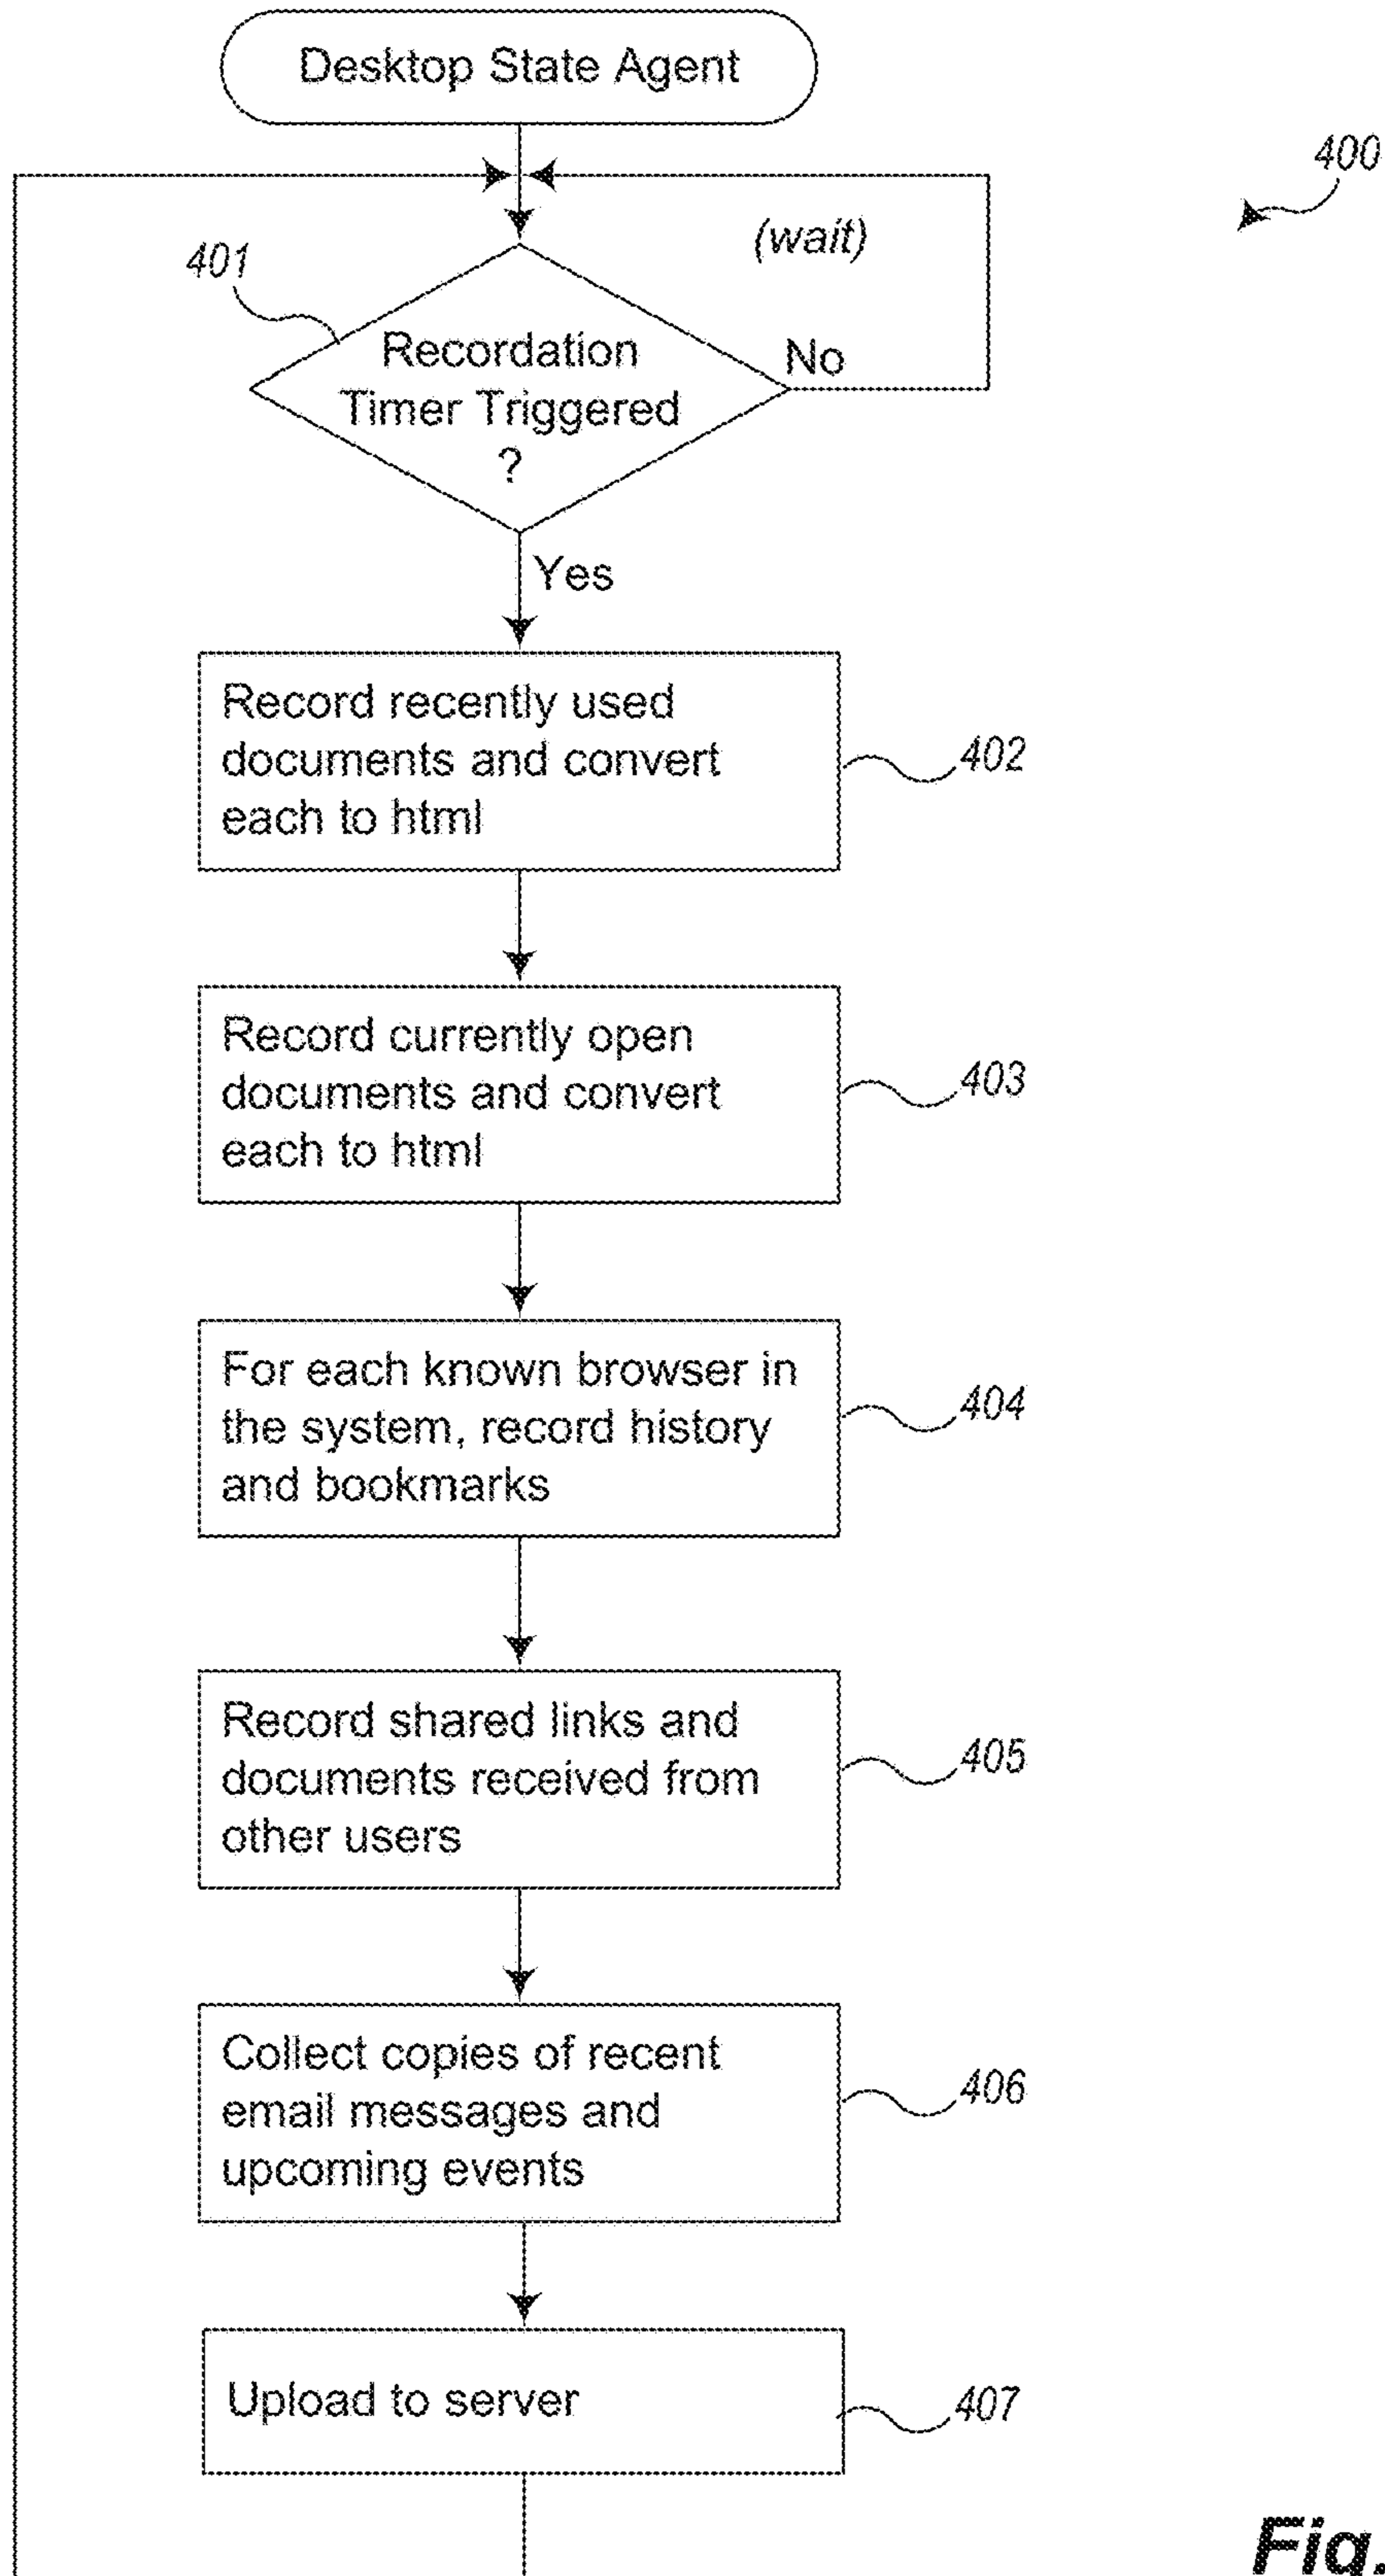 Desktop State Agent
400
(wait)
401
Recordation
Timer Triggered
?
No
Yes
Record recently used
documents and convert
each to html
402
Record currently open
documents and convert
each to html
403
For each known browser in
the system, record history
and bookmarks
404
Record shared links and
documents received from
other users
405
Collect copies of recent
email messages and
upcoming events
406
Upload to server
407
Fig.